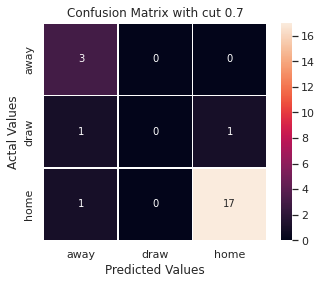 Confusion Matrix with cut 0.7
Actal Values
away
3
0
0
draw
1
0
1
home
1
0
17
away
draw
home
Predicted Values
16
14
12
10
8
6
4
2
0